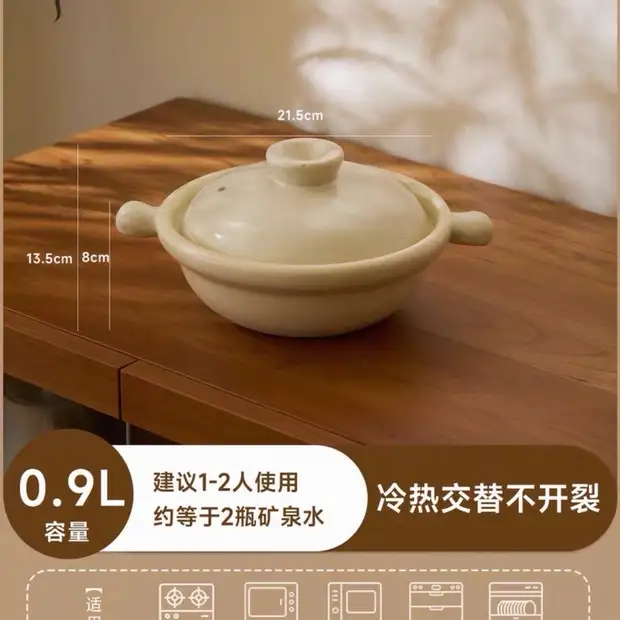 21.5cm
13.5cm
8cm
0.9L
容量
建议1-2人使用
约等于2瓶矿泉水
冷热交替不开裂
【适